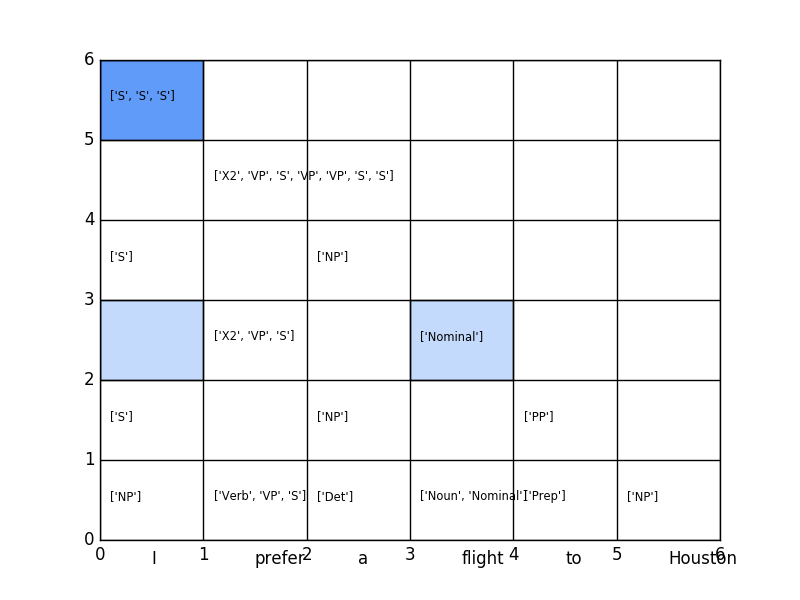 6
['S', 'S', 'S']
5
['X2', 'VP', 'S', 'VP', 'VP', 'S', 'S']
4
['S'] ['NP']
3
['X2', 'VP', 'S'] ['Nominal']
2
['S'] ['NP'] ['PP']
1
['NP'] ['Verb', 'VP', 'S'] ['Det'] ['Noun', 'Nominal'] ['Prep'] ['NP']
0
0 1 2 3 4 5 6
I prefer a flight to Houston